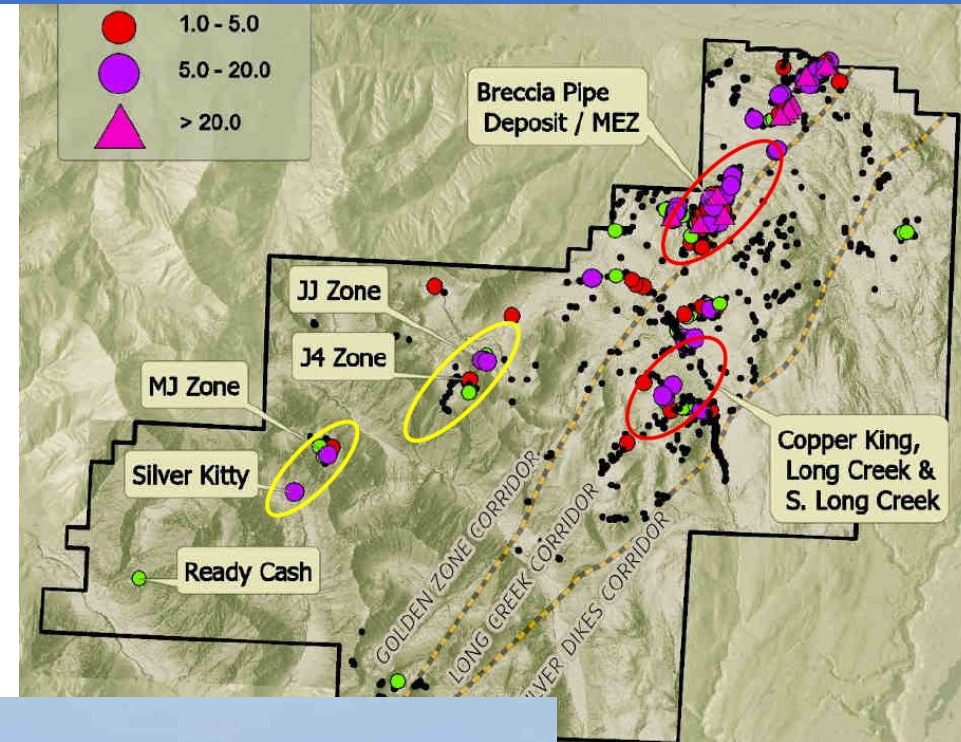 1.0 - 5.0
5.0 - 20.0
> 20.0
Breccia Pipe
Deposit / MEZ
JJ Zone
J4 Zone
MJ Zone
Silver Kitty
Ready Cash
Copper King,
Long Creek &
S. Long Creek
GOLDEN ZONE CORRIDOR
LONG CREEK CORRIDOR
ILVER DIKES CORRIDOR